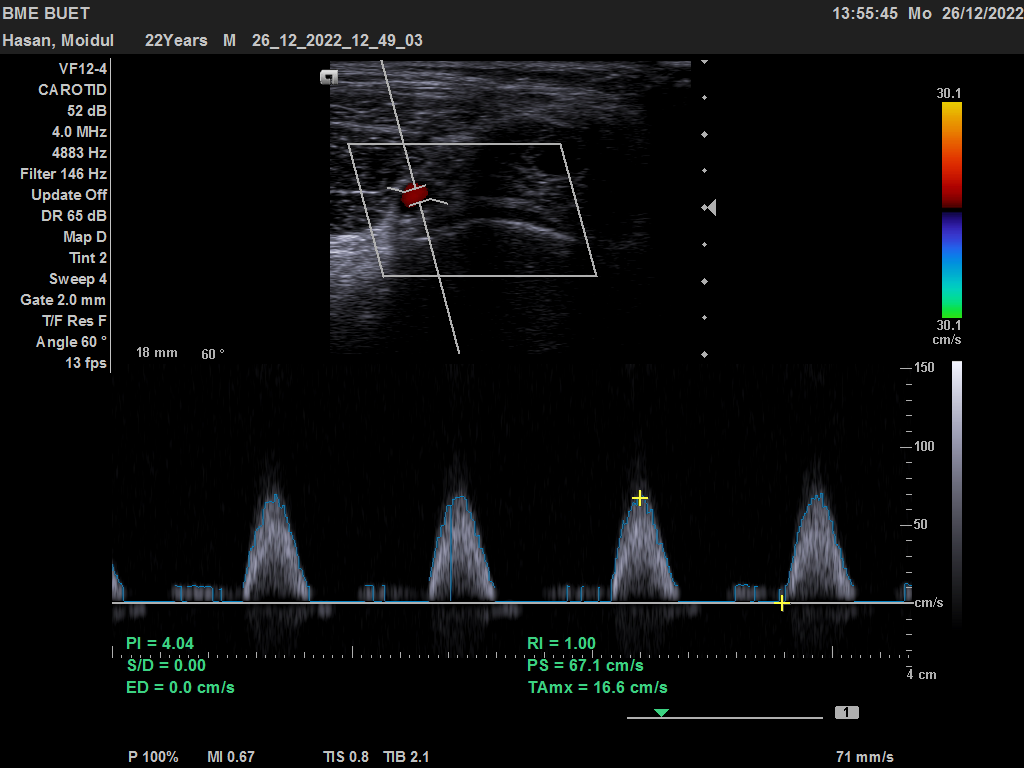 BME BUET 13:55:45 Mo 26/12/2022
Hasan, Moidul 22Years M 26_12_2022_12_49_03
VF12-4
CAROTID
52 dB
4.0 MHz
4883 Hz
Filter 146 Hz
Update Off
DR 65 dB
Map D
Tint 2
Sweep 4
Gate 2.0 mm
T/F Res F
Angle 60 °
13 fps
30.1
30.1
cm/s
18 mm 60 °
150
100
50
cm/s
PI = 4.04 RI = 1.00
S/D = 0.00 PS = 67.1 cm/s
ED = 0.0 cm/s TAmx = 16.6 cm/s
4 cm
1
P 100% MI 0.67 TIS 0.8 TIB 2.1 71 mm/s